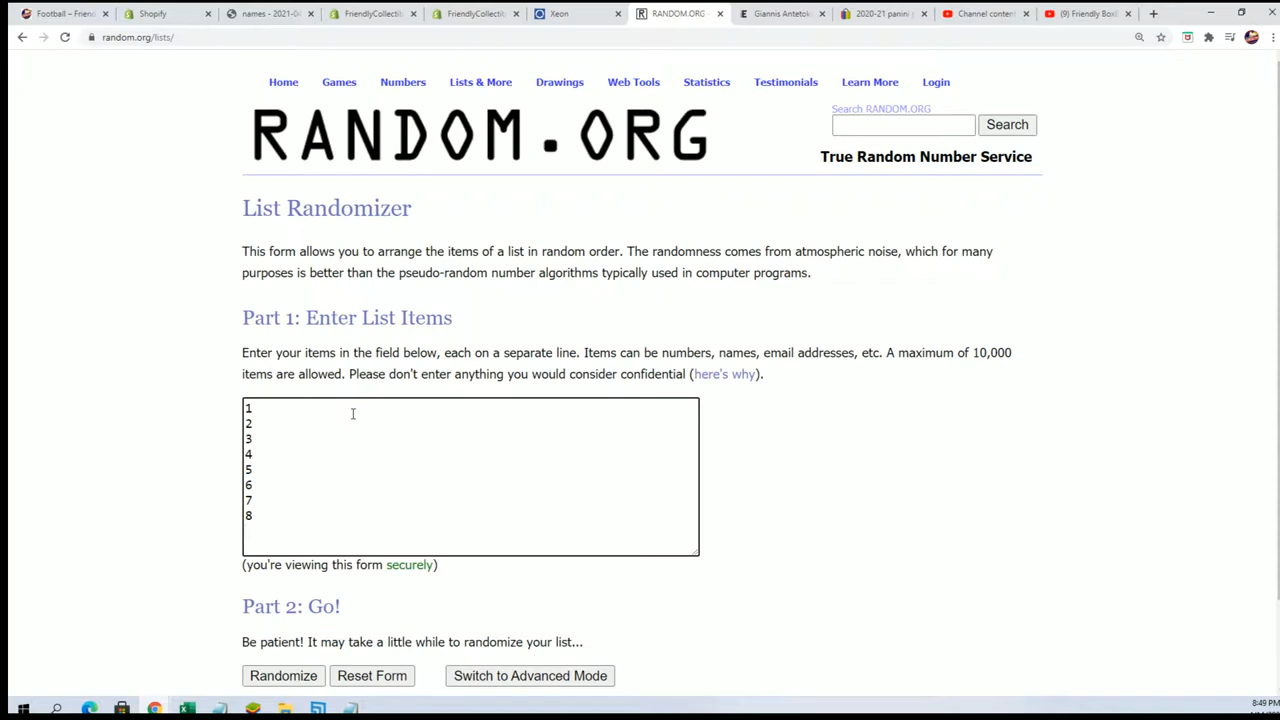 Football – Frien
Shopify
names - 2021-0
FriendlyCollectib
FriendlyCollectib
Xeon
RANDOM.ORG -
Giannis Antetok
2020-21 panini
Channel content
(9) Friendly Box
random.org/lists/
Home Games Numbers Lists & More Drawings Web Tools Statistics Testimonials Learn More Login
RANDOM.ORG
Search RANDOM.ORG
Search
True Random Number Service
List Randomizer
This form allows you to arrange the items of a list in random order. The randomness comes from atmospheric noise, which for many
purposes is better than the pseudo-random number algorithms typically used in computer programs.
Part 1: Enter List Items
Enter your items in the field below, each on a separate line. Items can be numbers, names, email addresses, etc. A maximum of 10,000
items are allowed. Please don't enter anything you would consider confidential (here's why).
1
2
3
4
5
6
7
8
(you're viewing this form securely)
Part 2: Go!
Be patient! It may take a little while to randomize your list...
Randomize Reset Form Switch to Advanced Mode
8:49 PM